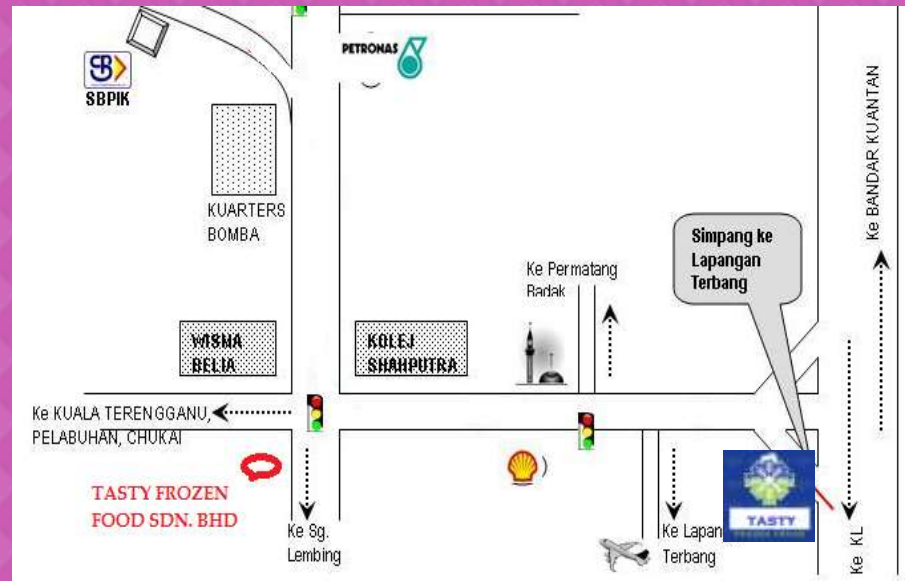 PETRONAS
SB
SBPIK
KUARTERS
BOMBA
Ke BANDAR KUANTAN
Simpang ke
Lapangan
Terbang
Ke Permatang
Badak
WISMA
BELIA
KOLEJ
SHAHPUTRA
Ke KUALA TERENGGANU,
PELABUHAN, CHUKAI
TASTY FROZEN
FOOD SDN. BHD
Ke Sg.
Lembing
Ke Lapan
Terbang
TASTY
Ke KL